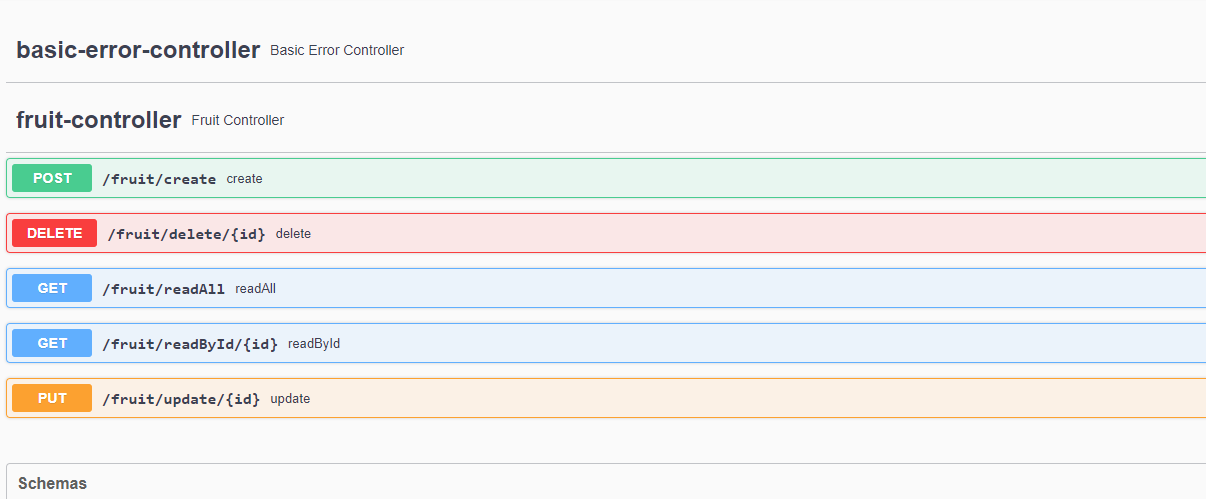 basic-error-controller Basic Error Controller
fruit-controller Fruit Controller
POST /fruit/create create
DELETE /fruit/delete/{id} delete
GET /fruit/readAll readAll
GET /fruit/readById/{id} readById
PUT /fruit/update/{id} update
Schemas